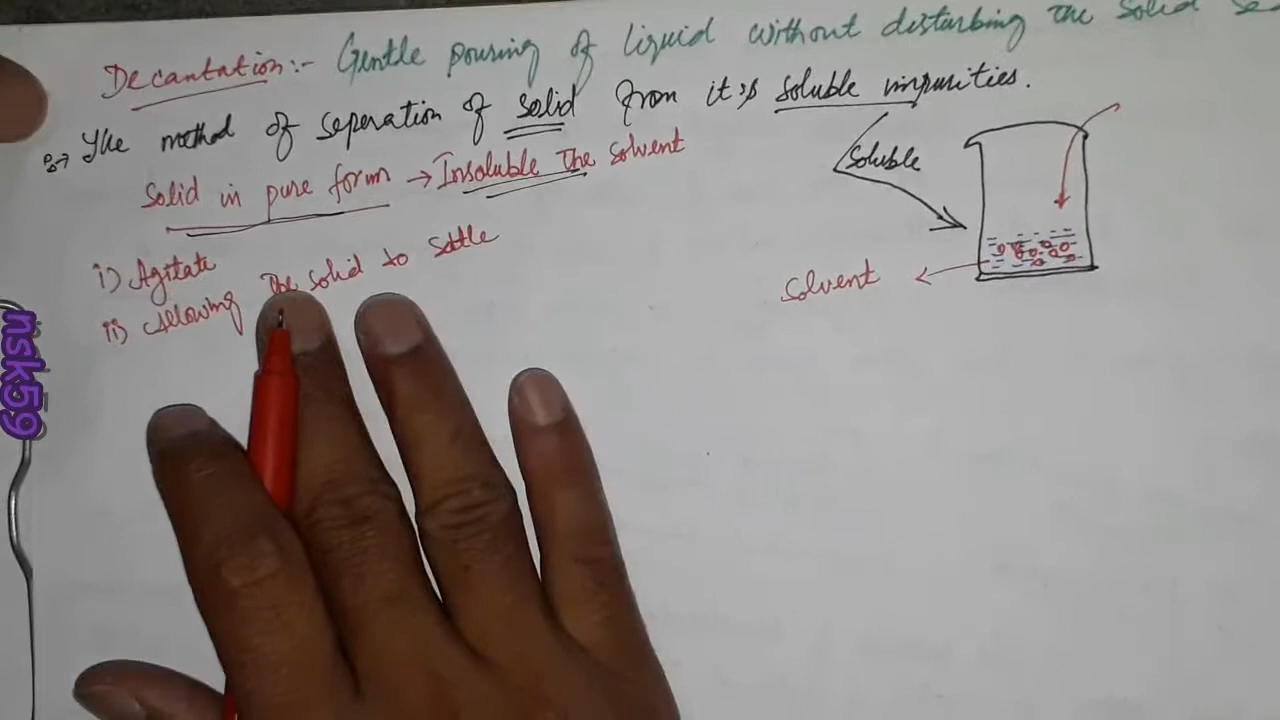 Decantation:- Gentle pouring of liquid without disturbing the solid
⇒ The method of seperation of solid from it's soluble impurities.
Solid in pure form → Insoluble the solvent
i) Agitate
ii) Allowing the solid to settle
Soluble
Solvent
nsk59